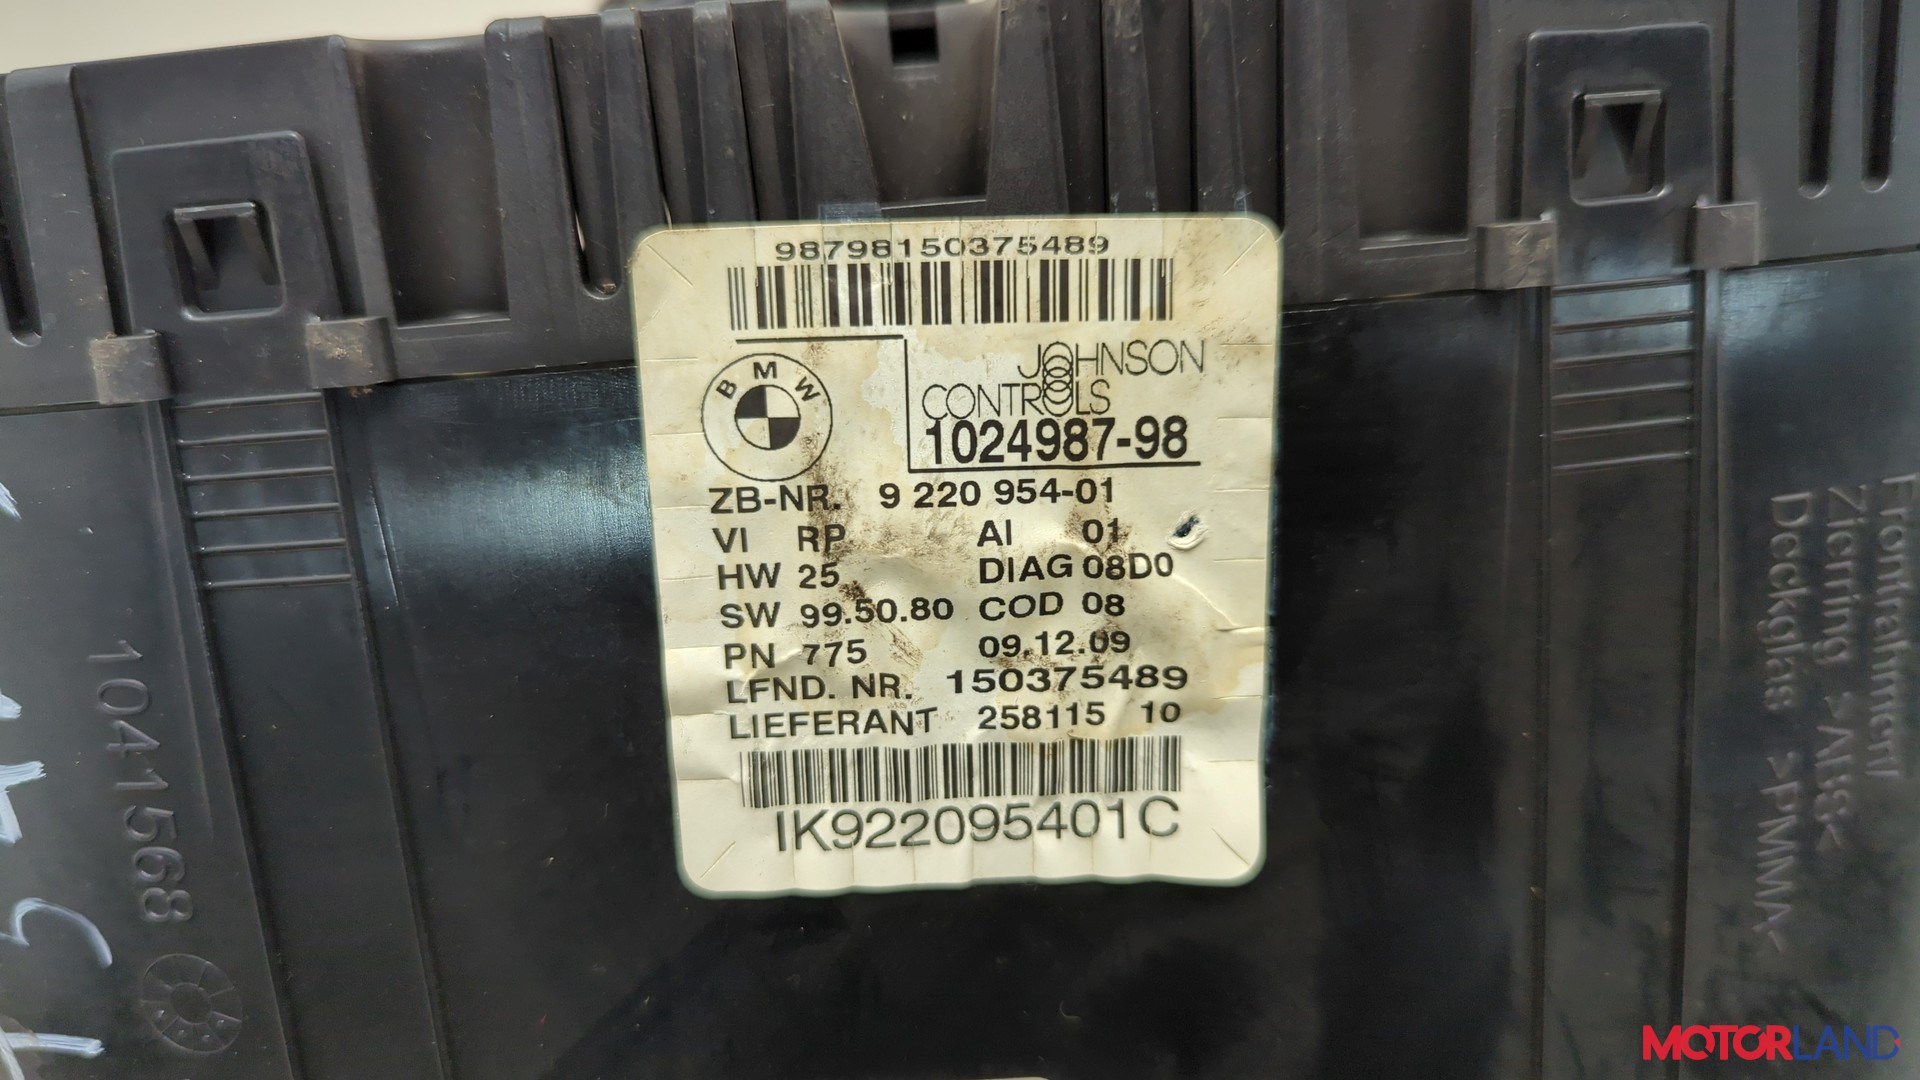 98798150375489
BMW
JOHNSON
CONTROLS
1024987-98
ZB-NR. 9 220 954-01
VI RP AI 01
HW 25 DIAG 08D0
SW 99.50.80 COD 08
PN 775 09.12.09
LFND. NR. 150375489
LIEFERANT 258115 10
IK922095401C
10415568
Frontrahmen/
Zierring >ABS<
Deckglas >PMMA<
MOTORLAND